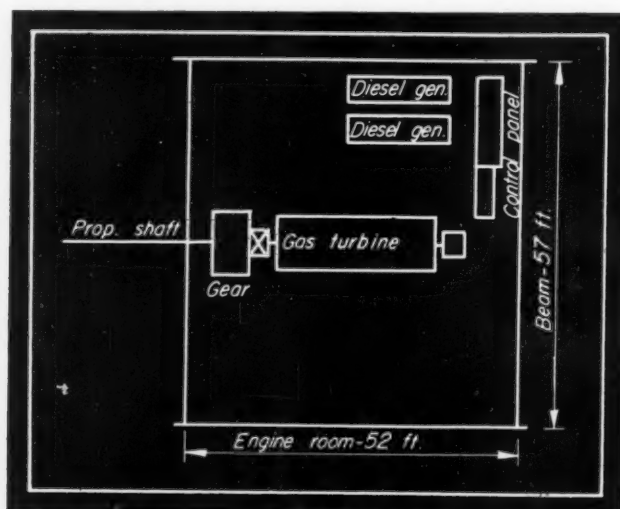 Diesel gen.
Diesel gen.
Control panel
Prop. shaft
Gas turbine
Gear
Beam-57 ft.
Engine room-52 ft.